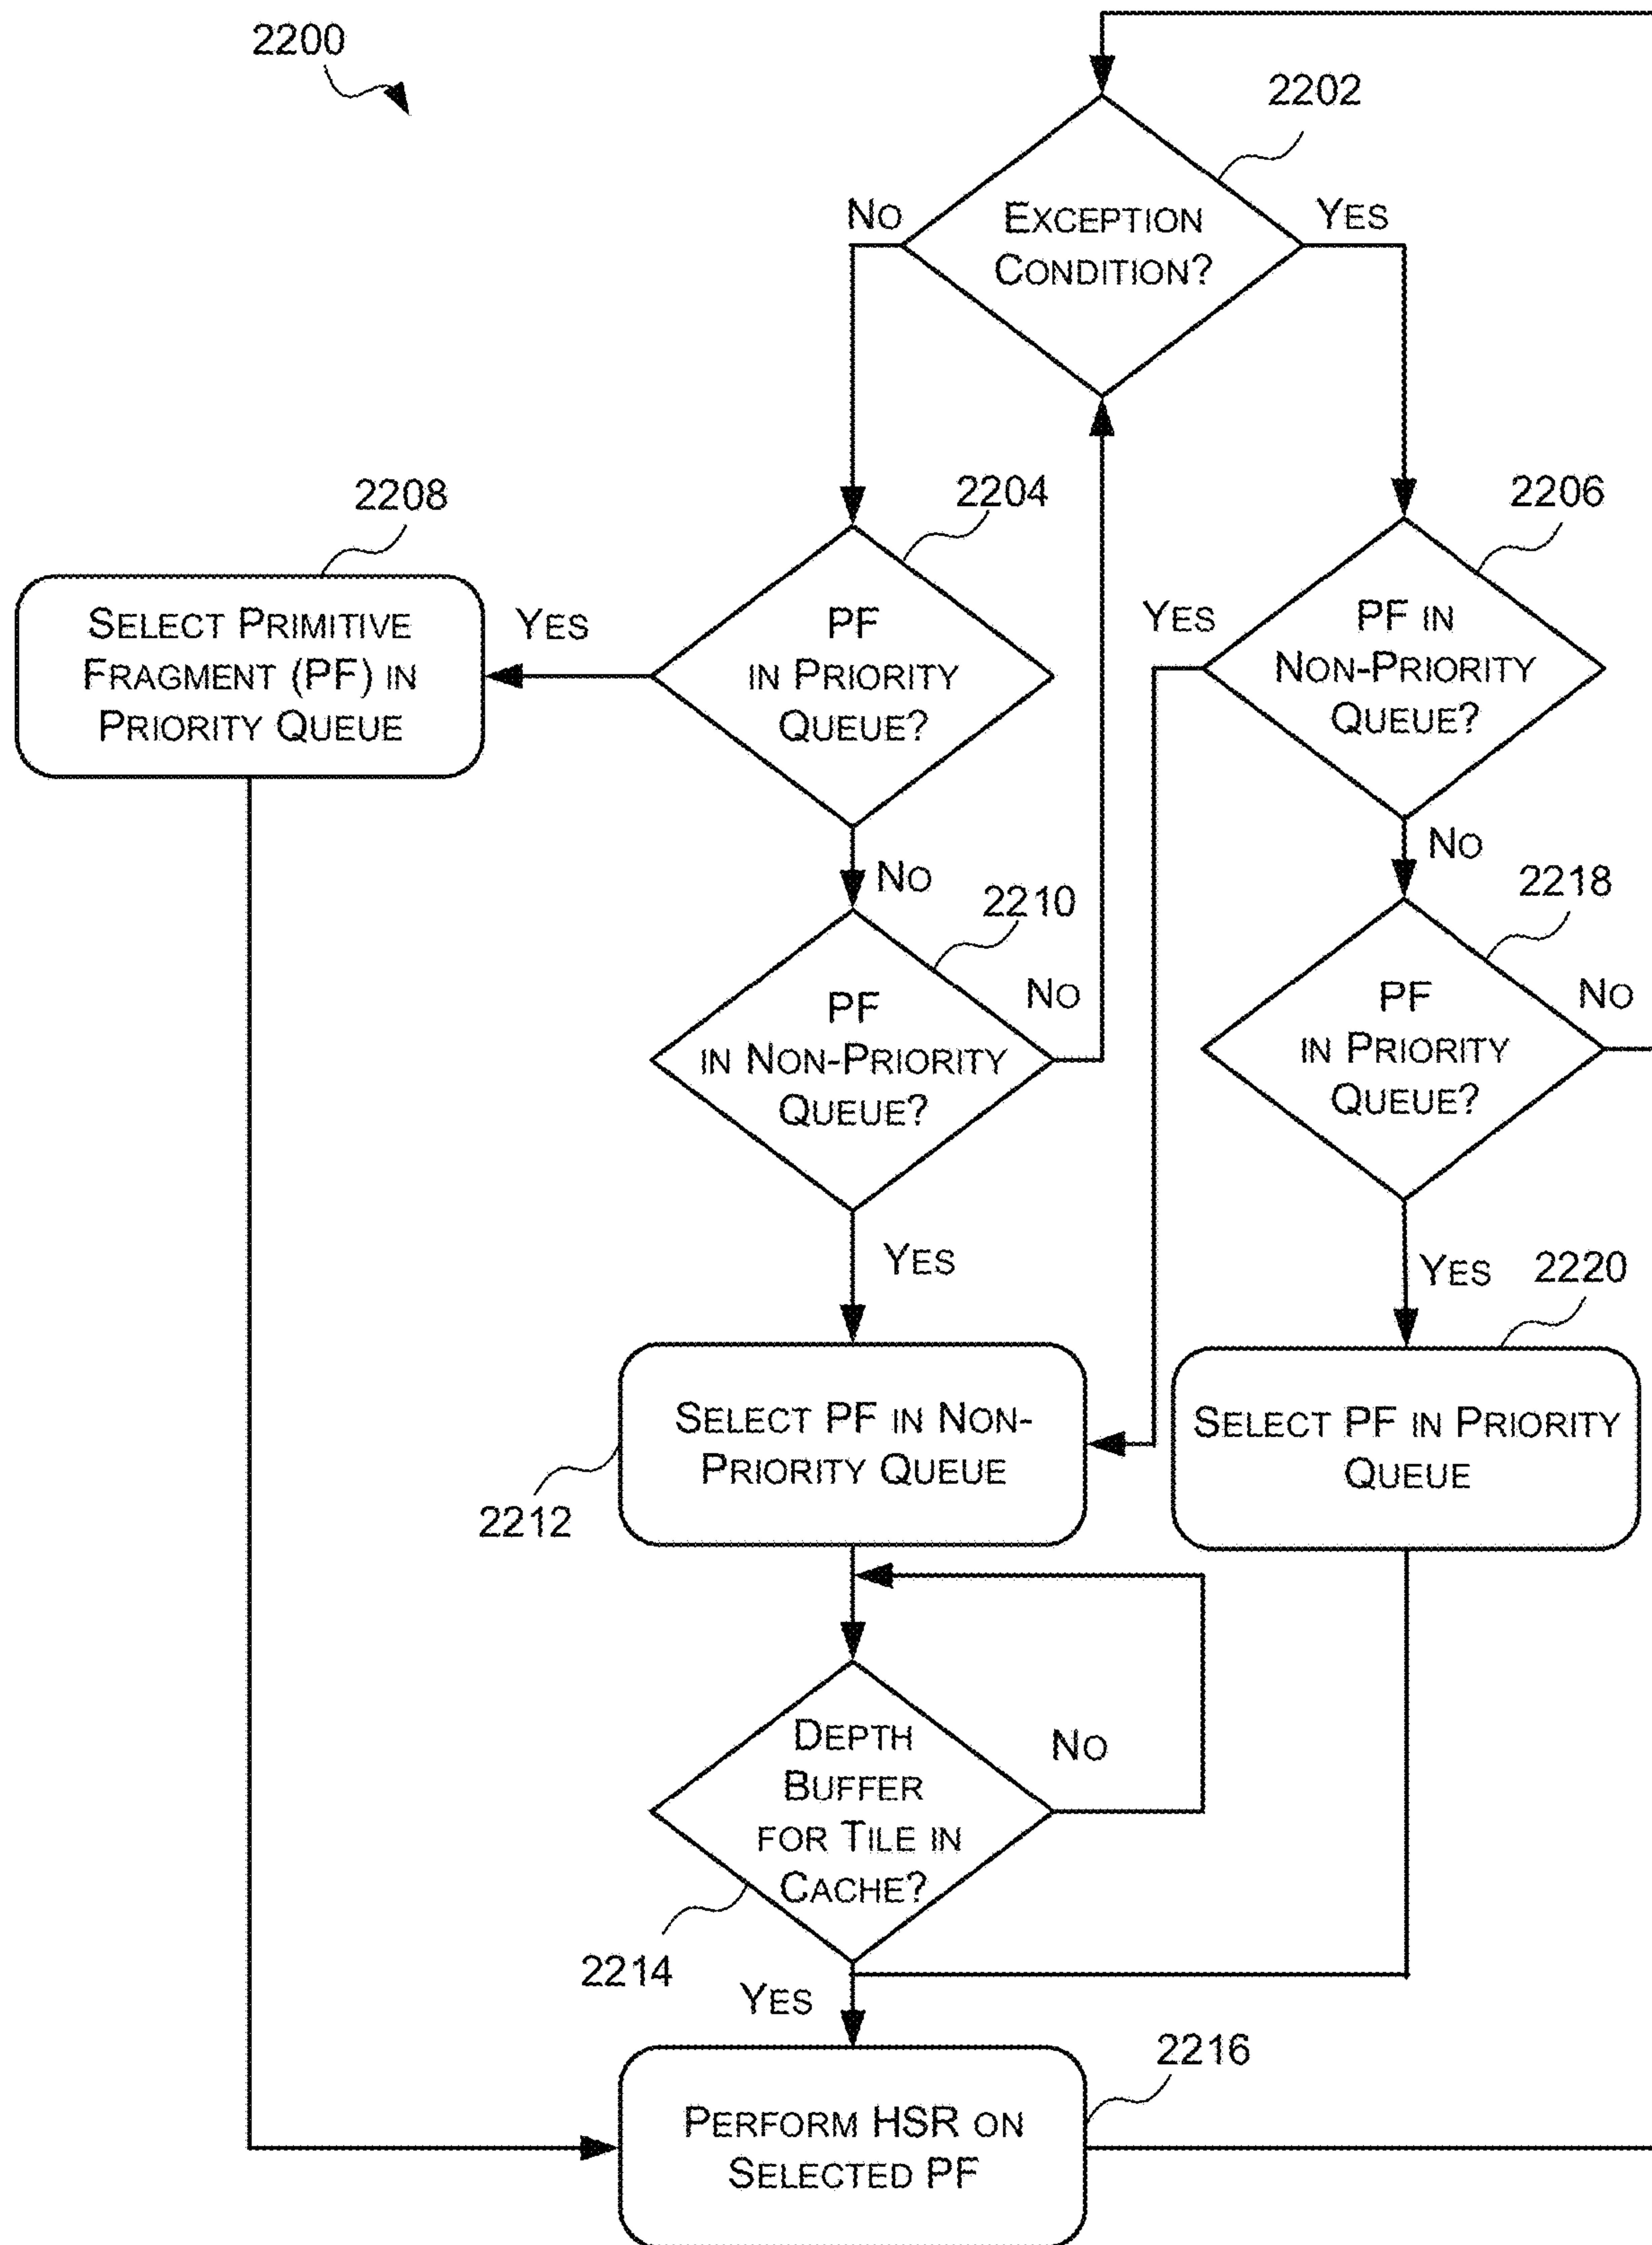 2200
2202
NO
EXCEPTION
CONDITION?
YES
2208
2204
2206
SELECT PRIMITIVE
FRAGMENT (PF) IN
PRIORITY QUEUE
YES
PF
IN PRIORITY
QUEUE?
YES
PF IN
NON-PRIORITY
QUEUE?
NO
NO
2210
2218
PF
IN NON-PRIORITY
QUEUE?
NO
PF
IN PRIORITY
QUEUE?
NO
YES
YES
2220
SELECT PF IN NON-
PRIORITY QUEUE
2212
SELECT PF IN PRIORITY
QUEUE
DEPTH
BUFFER
FOR TILE IN
CACHE?
NO
2214
YES
2216
PERFORM HSR ON
SELECTED PF